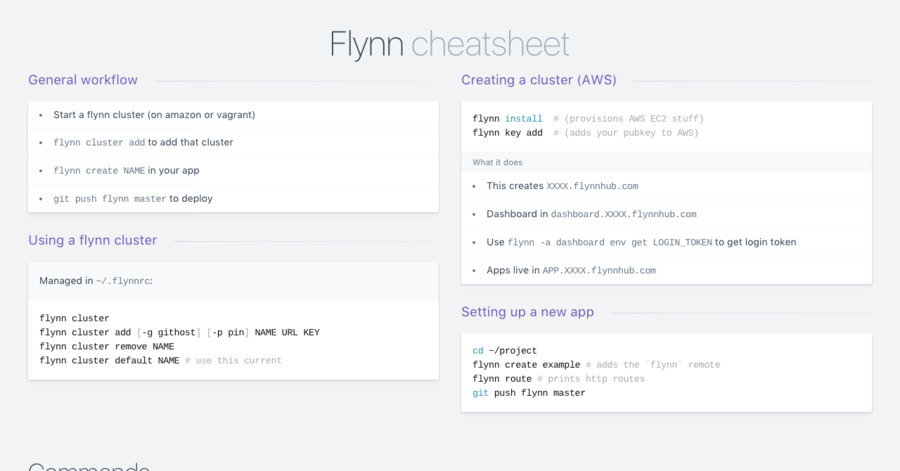 Flynn cheatsheet
General workflow
Start a flynn cluster (on amazon or vagrant)
flynn cluster add to add that cluster
flynn create NAME in your app
git push flynn master to deploy
Using a flynn cluster
Managed in ~/.flynnrc:
flynn cluster
flynn cluster add [-g githost] [-p pin] NAME URL KEY
flynn cluster remove NAME
flynn cluster default NAME # use this current
Creating a cluster (AWS)
flynn install  # (provisions AWS EC2 stuff)
flynn key add  # (adds your pubkey to AWS)
What it does
This creates XXXX.flynnhub.com
Dashboard in dashboard.XXXX.flynnhub.com
Use flynn -a dashboard env get LOGIN_TOKEN to get login token
Apps live in APP.XXXX.flynnhub.com
Setting up a new app
cd ~/project
flynn create example # adds the `flynn` remote
flynn route # prints http routes
git push flynn master
Commands